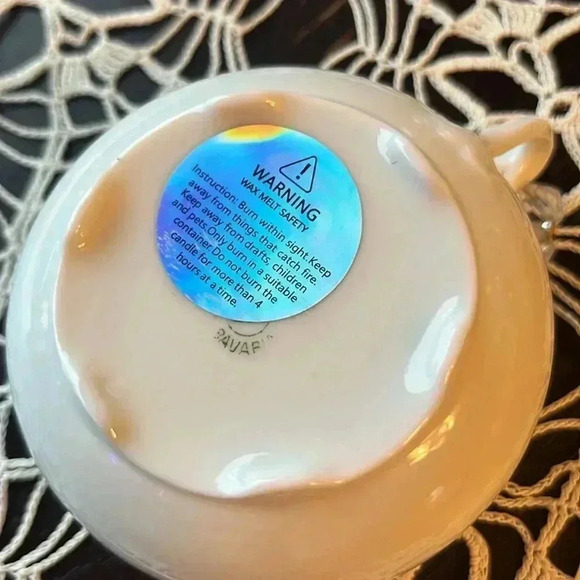 WARNING
WAX MELT SAFETY
Instruction: Burn within sight.Keep
away from things that catch fire.
Keep away from drafts, children
and pets.Only burn in a suitable
container.Do not burn the
candle for more than 4
hours at a time.
BAVARIA